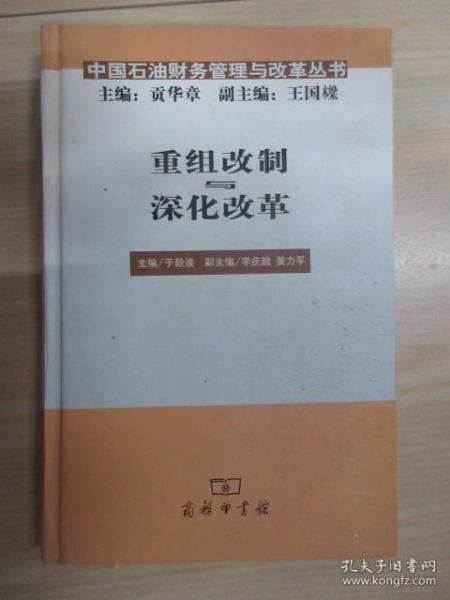 中国石油财务管理与改革丛书
主编：贡华章 副主编：王国樑
重组改制
与
深化改革
主编/于毅波 副主编/李庆毅 姜力孚
商务印书馆
孔夫子旧书网
www.kongfz.com